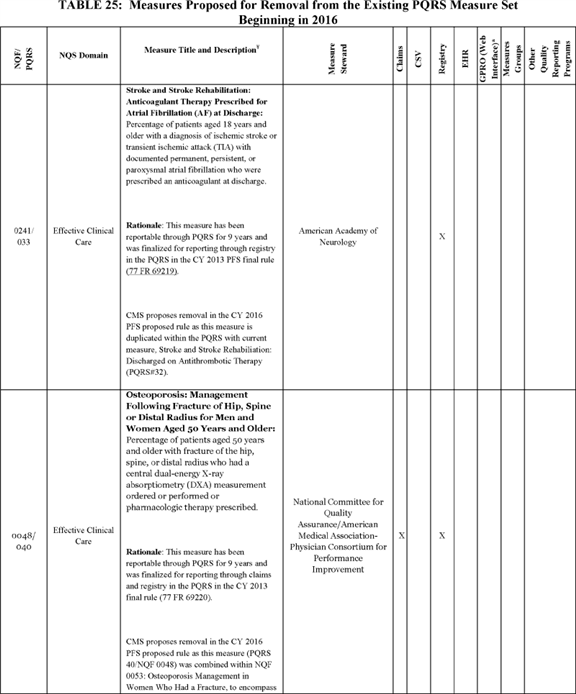 TABLE 25: Measures Proposed for Removal from the Existing PQRS Measure Set
Beginning in 2016
NQF/
PQRS
NQS Domain
Measure Title and Description¥
Measure
Steward
Claims
CSV
Registry
EHR
GPRO (Web
Interface)*
Measures
Groups
Other
Quality
Reporting
Programs
0241/
033
Effective Clinical
Care
Stroke and Stroke Rehabilitation:
Anticoagulant Therapy Prescribed for
Atrial Fibrillation (AF) at Discharge:
Percentage of patients aged 18 years and
older with a diagnosis of ischemic stroke or
transient ischemic attack (TIA) with
documented permanent, persistent, or
paroxysmal atrial fibrillation who were
prescribed an anticoagulant at discharge.
Rationale: This measure has been
reportable through PQRS for 9 years and
was finalized for reporting through registry
in the PQRS in the CY 2013 PFS final rule
(77 FR 69219).
CMS proposes removal in the CY 2016
PFS proposed rule as this measure is
duplicated within the PQRS with current
measure, Stroke and Stroke Rehabiliation:
Discharged on Antithrombotic Therapy
(PQRS#32).
American Academy of
Neurology
X
0048/
040
Effective Clinical
Care
Osteoporosis: Management
Following Fracture of Hip, Spine
or Distal Radius for Men and
Women Aged 50 Years and Older:
Percentage of patients aged 50 years
and older with fracture of the hip,
spine, or distal radius who had a
central dual-energy X-ray
absorptiometry (DXA) measurement
ordered or performed or
pharmacologic therapy prescribed.
Rationale: This measure has been
reportable through PQRS for 9 years and
was finalized for reporting through claims
and registry in the PQRS in the CY 2013
final rule (77 FR 69220).
CMS proposes removal in the CY 2016
PFS proposed rule as this measure (PQRS
40/NQF 0048) was combined within NQF
0053: Osteoporosis Management in
Women Who Had a Fracture, to encompass
National Committee for
Quality
Assurance/American
Medical Association-
Physician Consortium for
Performance
Improvement
X
X